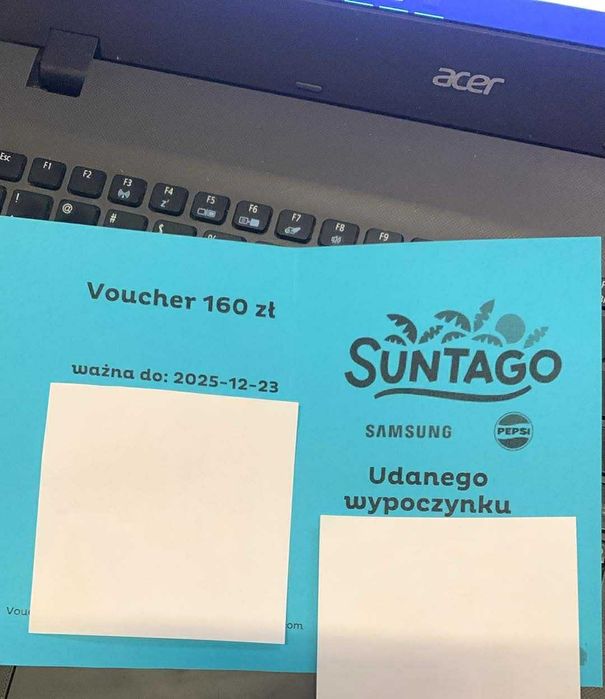 acer
Esc F1 F2 F3 F4 F5 F6 F7 F8 F9
! @ #
Voucher 160 zł
ważna do: 2025-12-23
SUNTAGO
SAMSUNG PEPSI
Udanego
wypoczynku